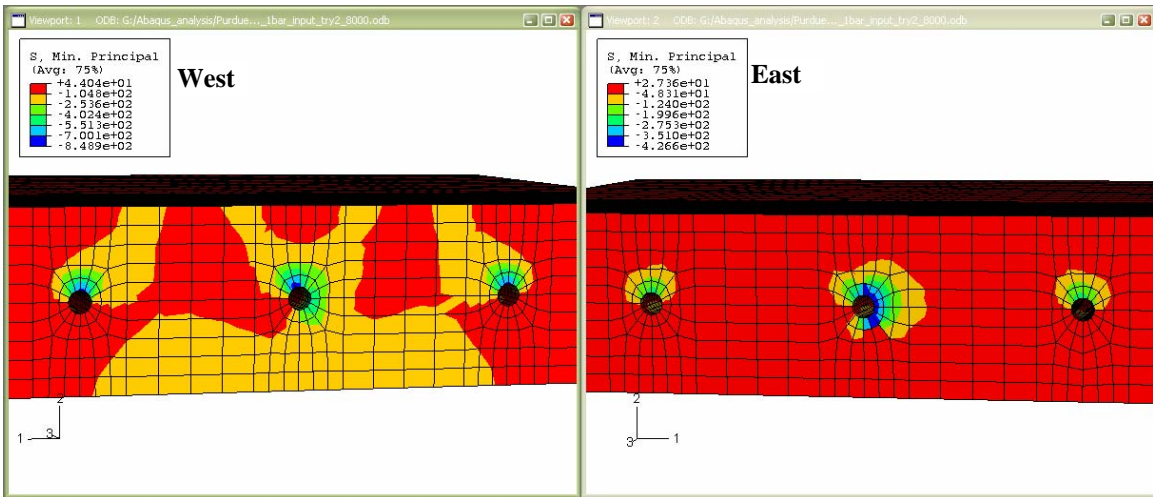 Viewport: 1 ODB: G:/Abaqus_analysis/Purdue..._1bar_input_try2_8000.odb
S, Min. Principal
(Avg: 75%)
+4.404e+01
-1.048e+02
-2.536e+02
-4.024e+02
-5.513e+02
-7.001e+02
-8.489e+02
West
2
1
3
Viewport: 2 ODB: G:/Abaqus_analysis/Purdue..._1bar_input_try2_8000.odb
S, Min. Principal
(Avg: 75%)
+2.736e+01
-4.831e+01
-1.240e+02
-1.996e+02
-2.753e+02
-3.510e+02
-4.266e+02
East
2
3
1